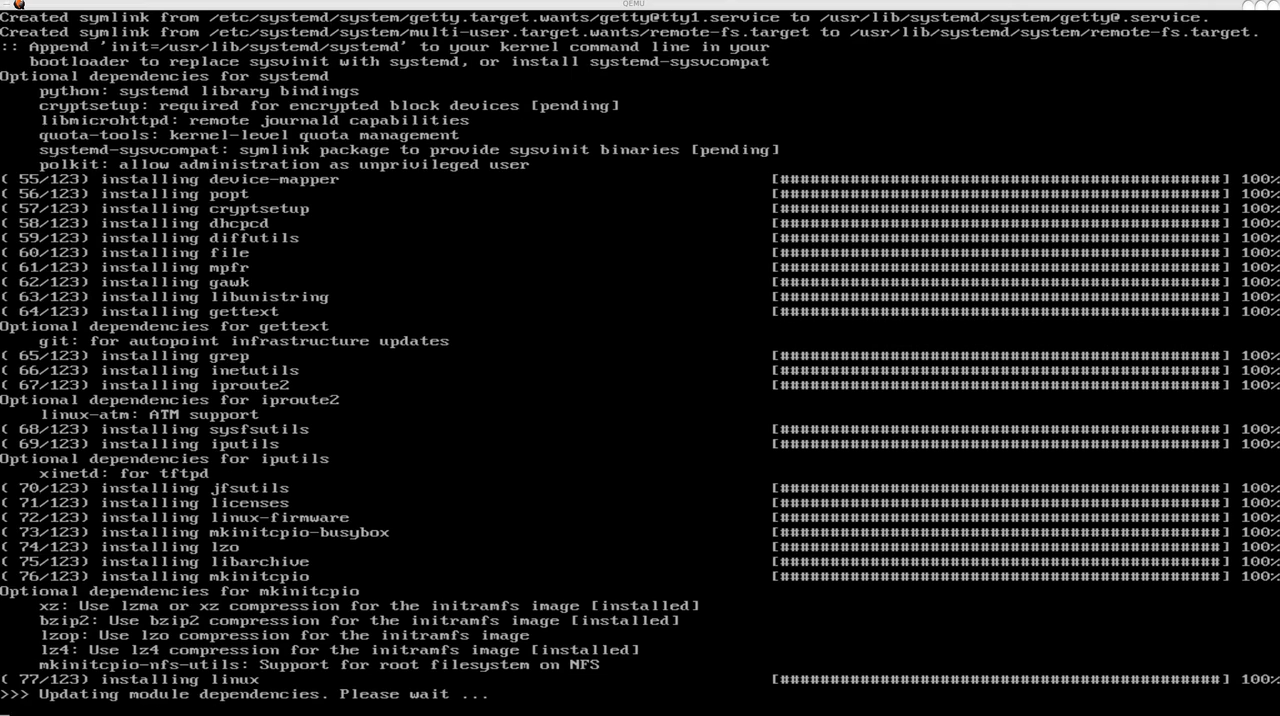 QEMU
Created symlink from /etc/systemd/system/getty.target.wants/getty@tty1.service to /usr/lib/systemd/system/getty@.service.
Created symlink from /etc/systemd/system/multi-user.target.wants/remote-fs.target to /usr/lib/systemd/system/remote-fs.target.
:: Append 'init=/usr/lib/systemd/systemd' to your kernel command line in your
   bootloader to replace sysvinit with systemd, or install systemd-sysvcompat
Optional dependencies for systemd
    python: systemd library bindings
    cryptsetup: required for encrypted block devices [pending]
    libmicrohttpd: remote journald capabilities
    quota-tools: kernel-level quota management
    systemd-sysvcompat: symlink package to provide sysvinit binaries [pending]
    polkit: allow administration as unprivileged user
( 55/123) installing device-mapper [############################################] 100%
( 56/123) installing popt [############################################] 100%
( 57/123) installing cryptsetup [############################################] 100%
( 58/123) installing dhcpcd [############################################] 100%
( 59/123) installing diffutils [############################################] 100%
( 60/123) installing file [############################################] 100%
( 61/123) installing mpfr [############################################] 100%
( 62/123) installing gawk [############################################] 100%
( 63/123) installing libunistring [############################################] 100%
( 64/123) installing gettext [############################################] 100%
Optional dependencies for gettext
    git: for autopoint infrastructure updates
( 65/123) installing grep [############################################] 100%
( 66/123) installing inetutils [############################################] 100%
( 67/123) installing iproute2 [############################################] 100%
Optional dependencies for iproute2
    linux-atm: ATM support
( 68/123) installing sysfsutils [############################################] 100%
( 69/123) installing iputils [############################################] 100%
Optional dependencies for iputils
    xinetd: for tftpd
( 70/123) installing jfsutils [############################################] 100%
( 71/123) installing licenses [############################################] 100%
( 72/123) installing linux-firmware [############################################] 100%
( 73/123) installing mkinitcpio-busybox [############################################] 100%
( 74/123) installing lzo [############################################] 100%
( 75/123) installing libarchive [############################################] 100%
( 76/123) installing mkinitcpio [############################################] 100%
Optional dependencies for mkinitcpio
    xz: Use lzma or xz compression for the initramfs image [installed]
    bzip2: Use bzip2 compression for the initramfs image [installed]
    lzop: Use lzo compression for the initramfs image
    lz4: Use lz4 compression for the initramfs image [installed]
    mkinitcpio-nfs-utils: Support for root filesystem on NFS
( 77/123) installing linux [############################################] 100%
>>> Updating module dependencies. Please wait ...